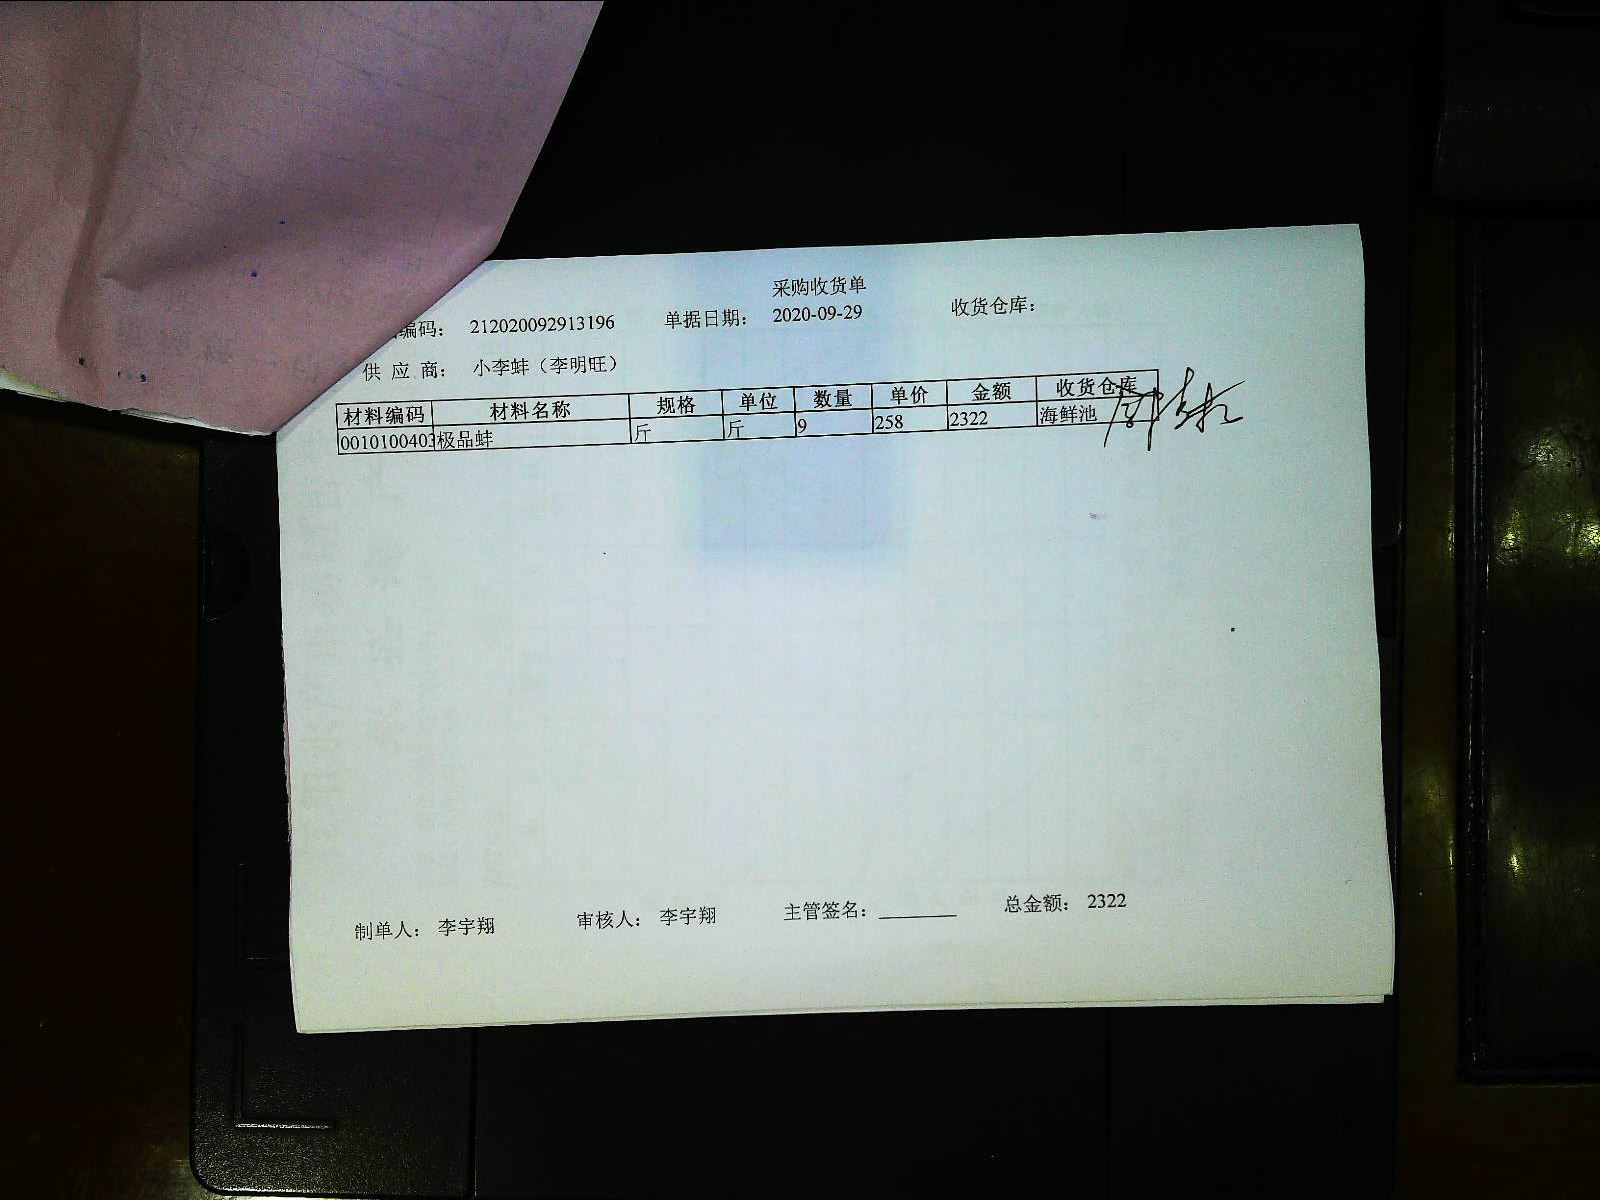 采购收货单
编码： 212020092913196 单据日期： 2020-09-29 收货仓库：
供应商： 小李蚌（李明旺）
材料编码 材料名称 规格 单位 数量 单价 金额 收货仓库
0010100403 极品蚌 斤 斤 9 258 2322 海鲜池
制单人： 李宇翔 审核人： 李宇翔 主管签名：________ 总金额： 2322